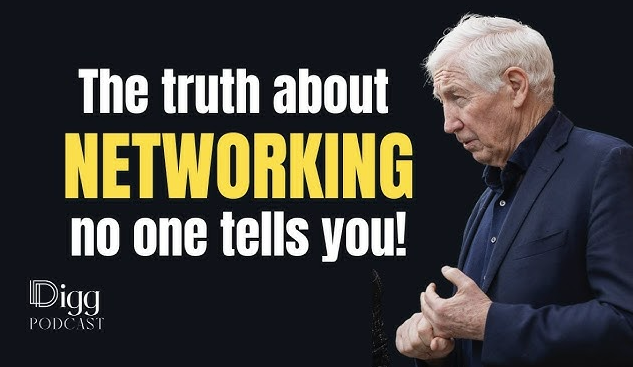 The truth about
NETWORKING
no one tells you!
Digg
PODCAST